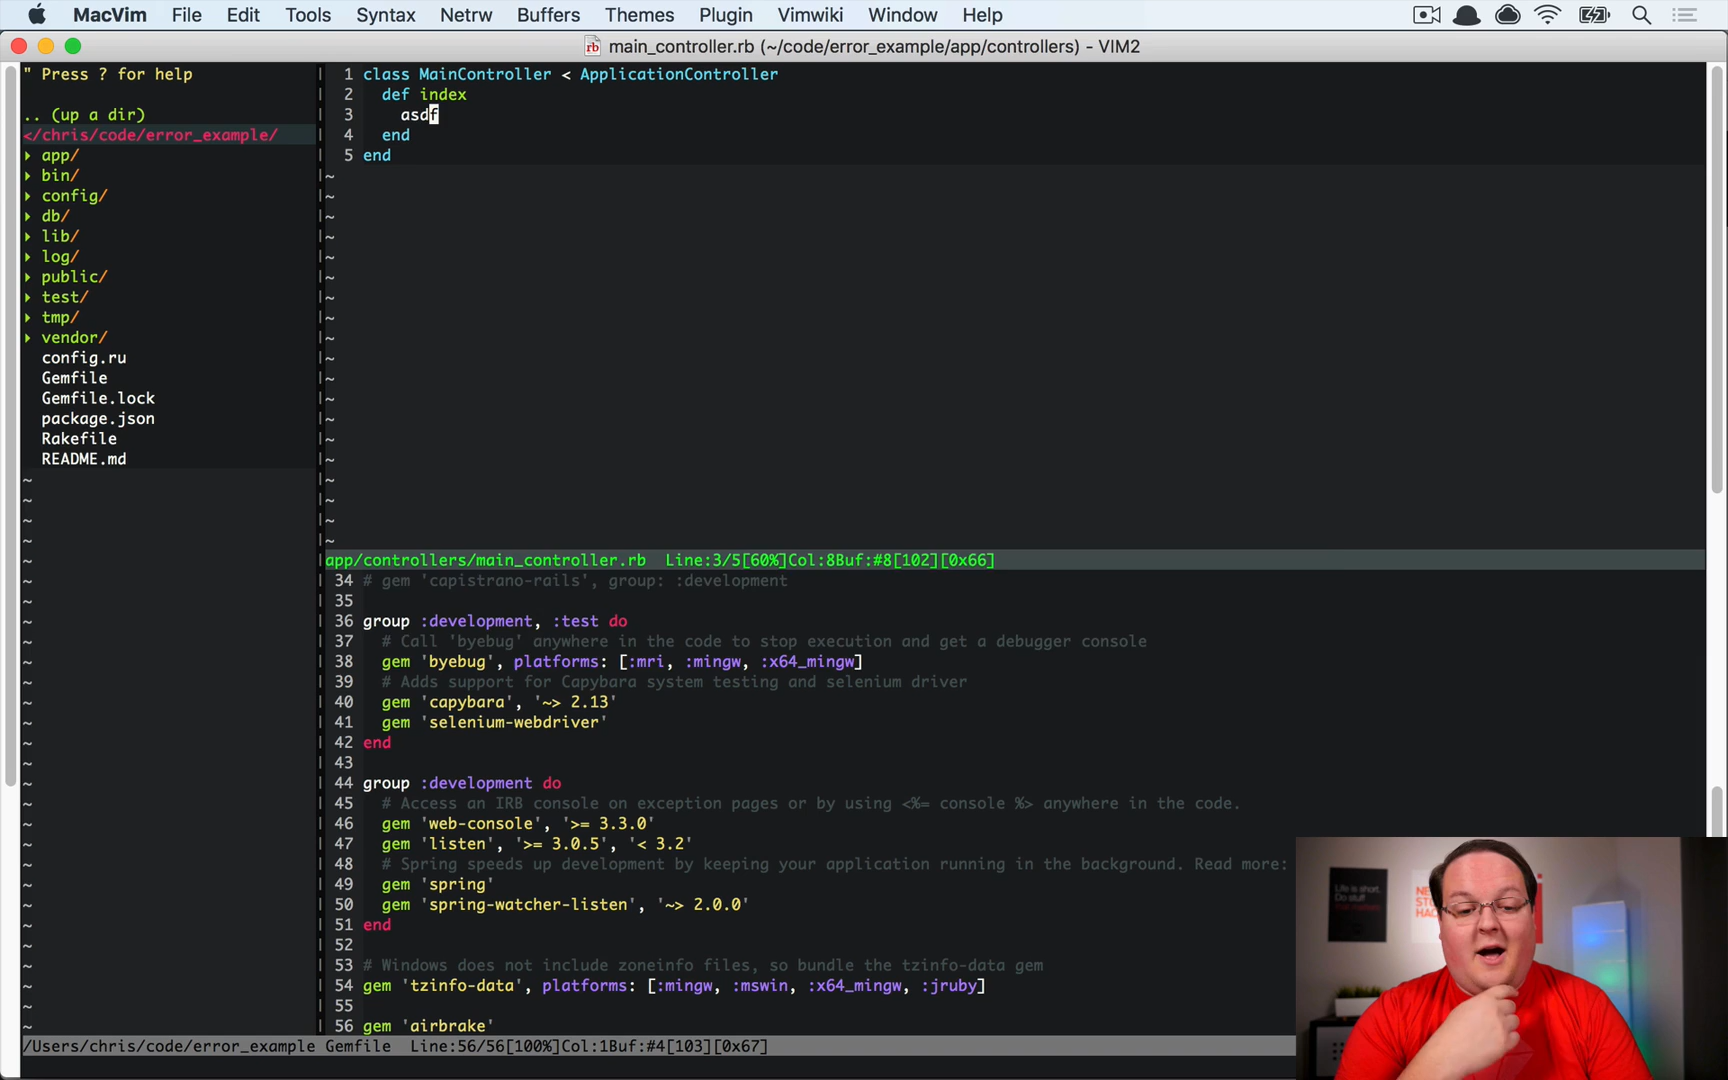 MacVim File Edit Tools Syntax Netrw Buffers Themes Plugin Vimwiki Window Help
main_controller.rb (~/code/error_example/app/controllers) - VIM2
" Press ? for help
.. (up a dir)
</chris/code/error_example/
▸ app/
▸ bin/
▸ config/
▸ db/
▸ lib/
▸ log/
▸ public/
▸ test/
▸ tmp/
▸ vendor/
config.ru
Gemfile
Gemfile.lock
package.json
Rakefile
README.md
1 class MainController < ApplicationController
2 def index
3 asdf
4 end
5 end
app/controllers/main_controller.rb Line:3/5[60%]Col:8Buf:#8[102][0x66]
34 # gem 'capistrano-rails', group: :development
35
36 group :development, :test do
37 # Call 'byebug' anywhere in the code to stop execution and get a debugger console
38 gem 'byebug', platforms: [:mri, :mingw, :x64_mingw]
39 # Adds support for Capybara system testing and selenium driver
40 gem 'capybara', '~> 2.13'
41 gem 'selenium-webdriver'
42 end
43
44 group :development do
45 # Access an IRB console on exception pages or by using <%= console %> anywhere in the code.
46 gem 'web-console', '>= 3.3.0'
47 gem 'listen', '>= 3.0.5', '< 3.2'
48 # Spring speeds up development by keeping your application running in the background. Read more:
49 gem 'spring'
50 gem 'spring-watcher-listen', '~> 2.0.0'
51 end
52
53 # Windows does not include zoneinfo files, so bundle the tzinfo-data gem
54 gem 'tzinfo-data', platforms: [:mingw, :mswin, :x64_mingw, :jruby]
55
56 gem 'airbrake'
/Users/chris/code/error_example Gemfile Line:56/56[100%]Col:1Buf:#4[103][0x67]
Life is short.
Do stuff